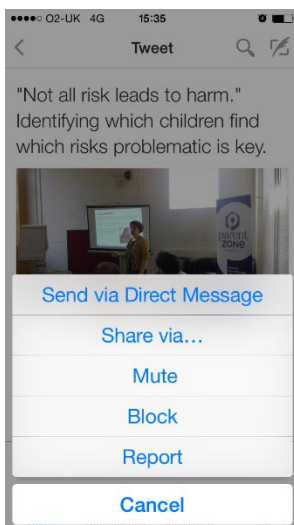 O2-UK 4G 15:35
Tweet
"Not all risk leads to harm."
Identifying which children find
which risks problematic is key.
parent
ZONE
Send via Direct Message
Share via...
Mute
Block
Report
Cancel